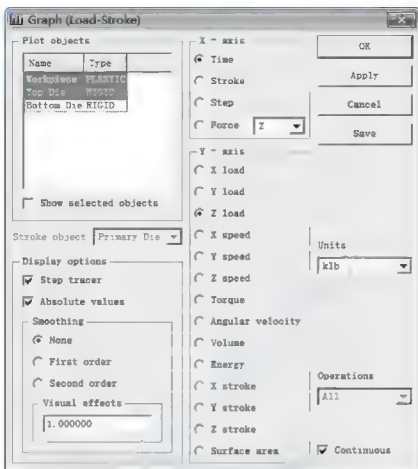 Graph (Load-Stroke)
Plot objects
Name Type
Workpiece PLASTIC
Top Die RIGID
Bottom Die RIGID
Show selected objects
Stroke object Primary Die
Display options
Step tracer
Absolute values
Smoothing
None
First order
Second order
Visual effects
1.000000
X - axis
Time
Stroke
Step
Force Z
Y - axis
X load
Y load
Z load
X speed
Y speed
Z speed
Torque
Angular velocity
Volume
Energy
X stroke
Y stroke
Z stroke
Surface area
OK
Apply
Cancel
Save
Units
klb
Operations
All
Continuous